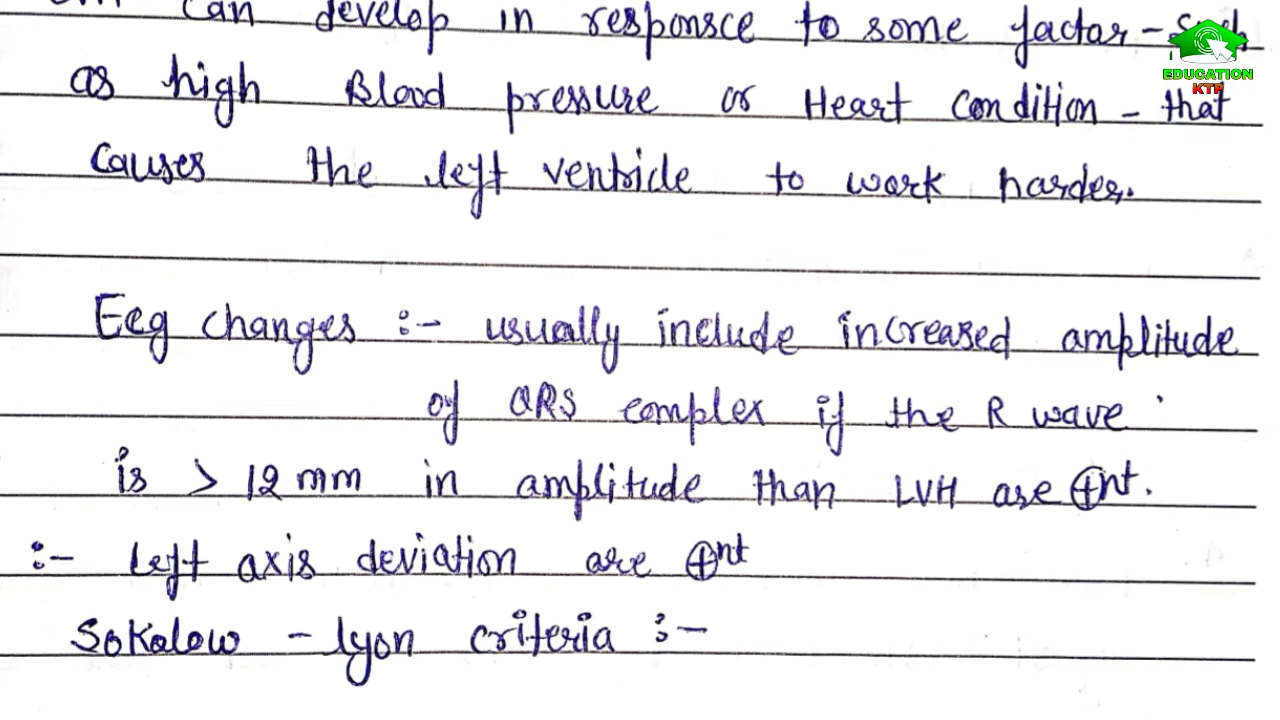 can develop in responsce to some factor - such
as high Blood pressure or Heart condition - that
causes the left ventricle to work harder.
Ecg changes :- usually include increased amplitude
of QRS complex if the R wave
is > 12 mm in amplitude than LVH are ⊕nt.
:- left axis deviation are ⊕nt
Sokolow - lyon criteria :-
EDUCATION
KTP